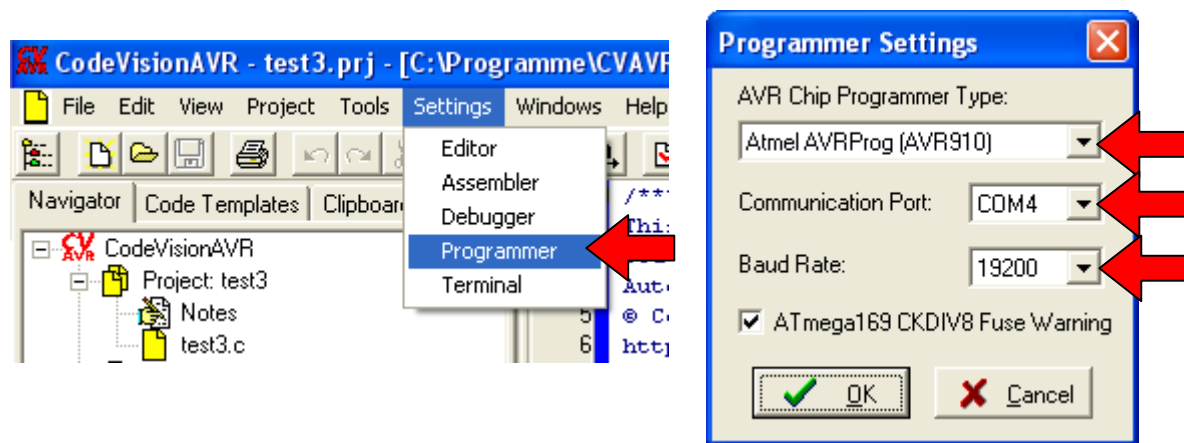 CodeVisionAVR - test3.prj - [C:\Programme\CVAVR
File Edit View Project Tools Settings Windows Help
Navigator Code Templates Clipboar
Editor
Assembler
Debugger
Programmer
Terminal
CodeVisionAVR
Project: test3
Notes
test3.c
/**
Thi
Aut
5 © C
6 http
Programmer Settings
AVR Chip Programmer Type:
Atmel AVRProg (AVR910)
Communication Port: COM4
Baud Rate: 19200
ATmega169 CKDIV8 Fuse Warning
OK Cancel